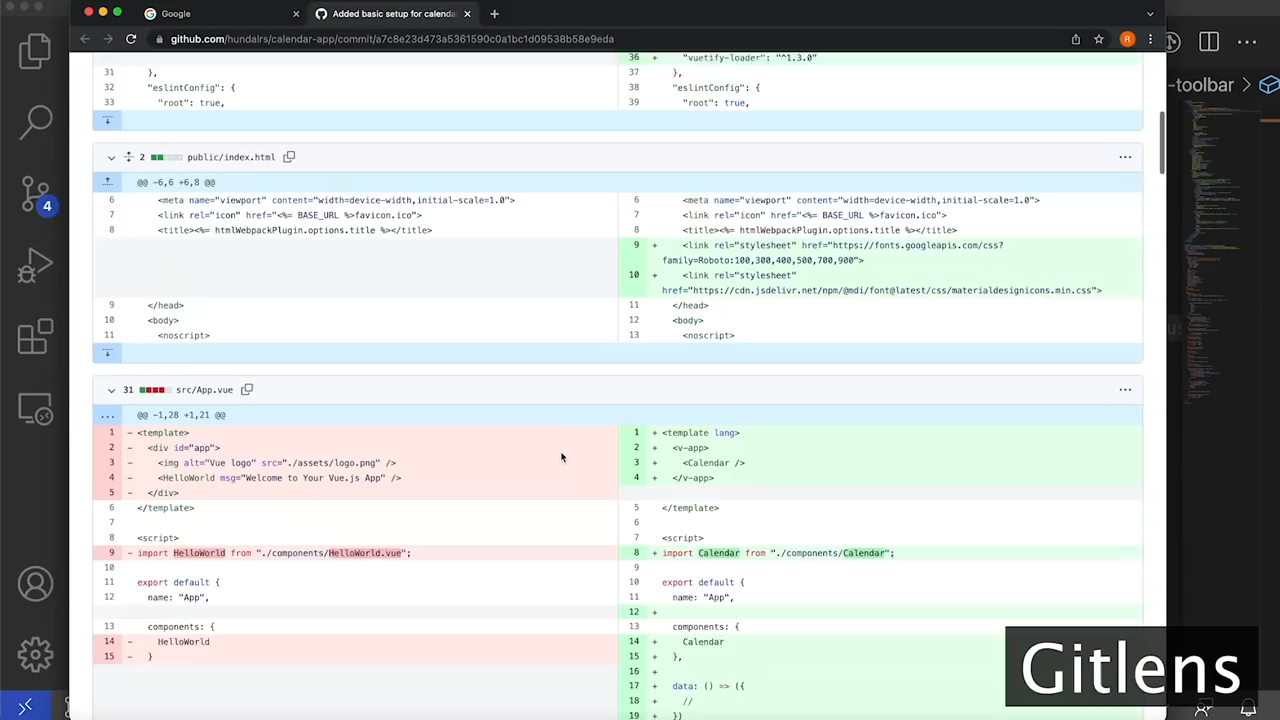 Google
Added basic setup for calenda
github.com/hundalrs/calendar-app/commit/a7c8e23d473a5361590c0a1bc1d09538b58e9eda
R
-toolbar
36 + "vuetify-loader": "^1.3.0"
31 }, 37 },
32 "eslintConfig": { 38 "eslintConfig": {
33 "root": true, 39 "root": true,
2 public/index.html
@@ -6,6 +6,8 @@
6 <meta name="viewport" content="width=device-width,initial-scale=1.0"> 6 <meta name="viewport" content="width=device-width,initial-scale=1.0">
7 <link rel="icon" href="<%= BASE_URL %>favicon.ico"> 7 <link rel="icon" href="<%= BASE_URL %>favicon.ico">
8 <title><%= htmlWebpackPlugin.options.title %></title> 8 <title><%= htmlWebpackPlugin.options.title %></title>
9 + <link rel="stylesheet" href="https://fonts.googleapis.com/css?
family=Roboto:100,300,400,500,700,900">
10 + <link rel="stylesheet"
href="https://cdn.jsdelivr.net/npm/@mdi/font@latest/css/materialdesignicons.min.css">
9 </head> 11 </head>
10 <body> 12 <body>
11 <noscript> 13 <noscript>
31 src/App.vue
@@ -1,28 +1,21 @@
1 - <template> 1 + <template lang>
2 - <div id="app"> 2 + <v-app>
3 - <img alt="Vue logo" src="./assets/logo.png" /> 3 + <Calendar />
4 - <HelloWorld msg="Welcome to Your Vue.js App" /> 4 + </v-app>
5 - </div>
6 </template> 5 </template>
7 6
8 <script> 7 <script>
9 - import HelloWorld from "./components/HelloWorld.vue"; 8 + import Calendar from "./components/Calendar";
10 9
11 export default { 10 export default {
12 name: "App", 11 name: "App",
12 +
13 components: { 13 components: {
14 - HelloWorld 14 + Calendar
15 - } 15 + },
16 +
17 + data: () => ({
18 + //
19 + })
4
Gitlens